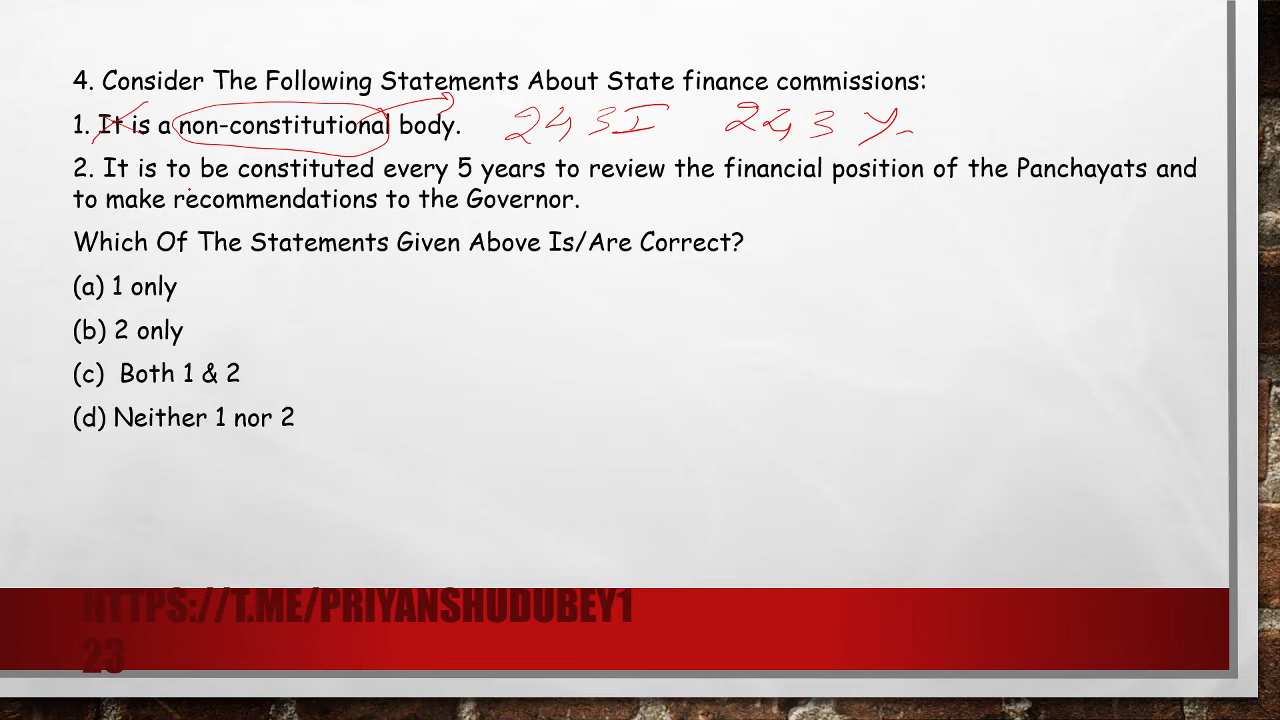 4. Consider The Following Statements About State finance commissions:
1. It is a non-constitutional body. 243 I 243 Y-
2. It is to be constituted every 5 years to review the financial position of the Panchayats and
to make recommendations to the Governor.
Which Of The Statements Given Above Is/Are Correct?
(a) 1 only
(b) 2 only
(c) Both 1 & 2
(d) Neither 1 nor 2
HTTPS://T.ME/PRIYANSHUDUBEY1
23